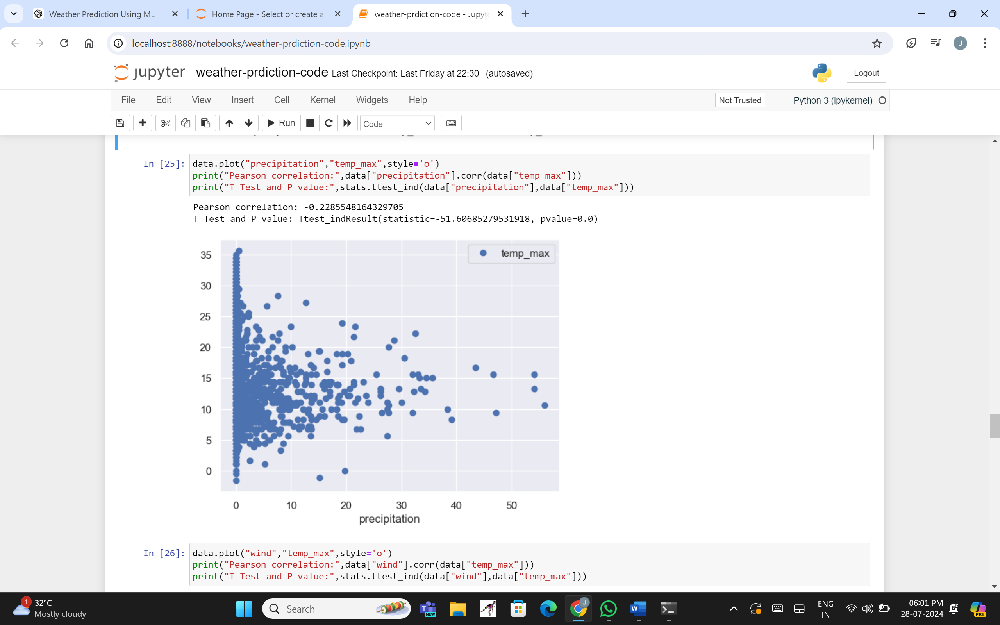 Weather Prediction Using ML
Home Page - Select or create a
weather-prdiction-code - Jupyt
localhost:8888/notebooks/weather-prdiction-code.ipynb
J
jupyter weather-prdiction-code Last Checkpoint: Last Friday at 22:30 (autosaved)
Logout
File Edit View Insert Cell Kernel Widgets Help
Not Trusted
Python 3 (ipykernel)
Run
Code
In [25]:
data.plot("precipitation","temp_max",style='o')
print("Pearson correlation:",data["precipitation"].corr(data["temp_max"]))
print("T Test and P value:",stats.ttest_ind(data["precipitation"],data["temp_max"]))
Pearson correlation: -0.2285548164329705
T Test and P value: Ttest_indResult(statistic=-51.60685279531918, pvalue=0.0)
temp_max
35
30
25
20
15
10
5
0
0 10 20 30 40 50
precipitation
In [26]:
data.plot("wind","temp_max",style='o')
print("Pearson correlation:",data["wind"].corr(data["temp_max"]))
print("T Test and P value:",stats.ttest_ind(data["wind"],data["temp_max"]))
1
32°C
Mostly cloudy
Search
T
NEW
J
W
ENG
IN
06:01 PM
28-07-2024
PRE